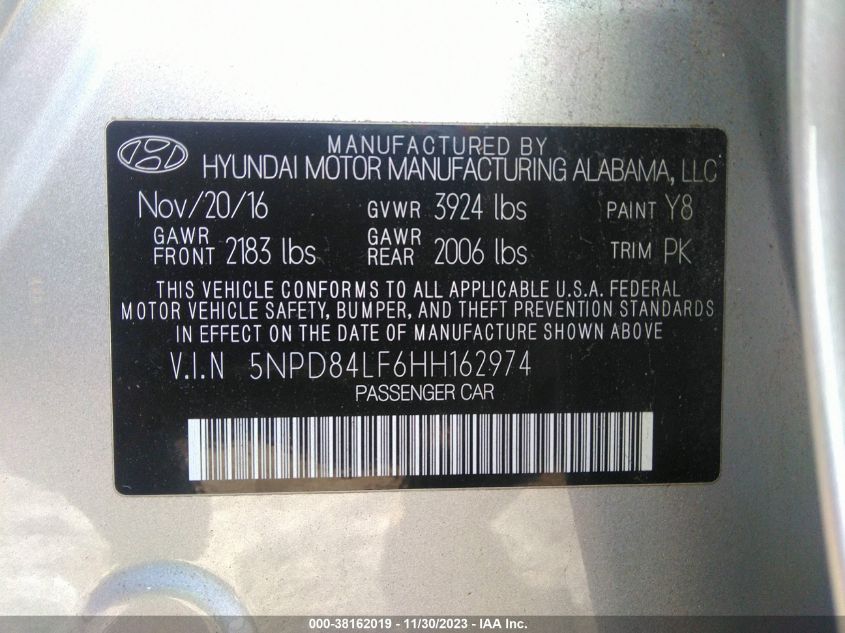 MANUFACTURED BY
HYUNDAI MOTOR MANUFACTURING ALABAMA, LLC
Nov/20/16 GVWR 3924 lbs PAINT Y8
GAWR FRONT 2183 lbs GAWR REAR 2006 lbs TRIM PK
THIS VEHICLE CONFORMS TO ALL APPLICABLE U.S.A. FEDERAL
MOTOR VEHICLE SAFETY, BUMPER, AND THEFT PREVENTION STANDARDS
IN EFFECT ON THE DATE OF MANUFACTURE SHOWN ABOVE
V.I.N 5NPD84LF6HH162974
PASSENGER CAR
000-38162019 - 11/30/2023 - IAA Inc.